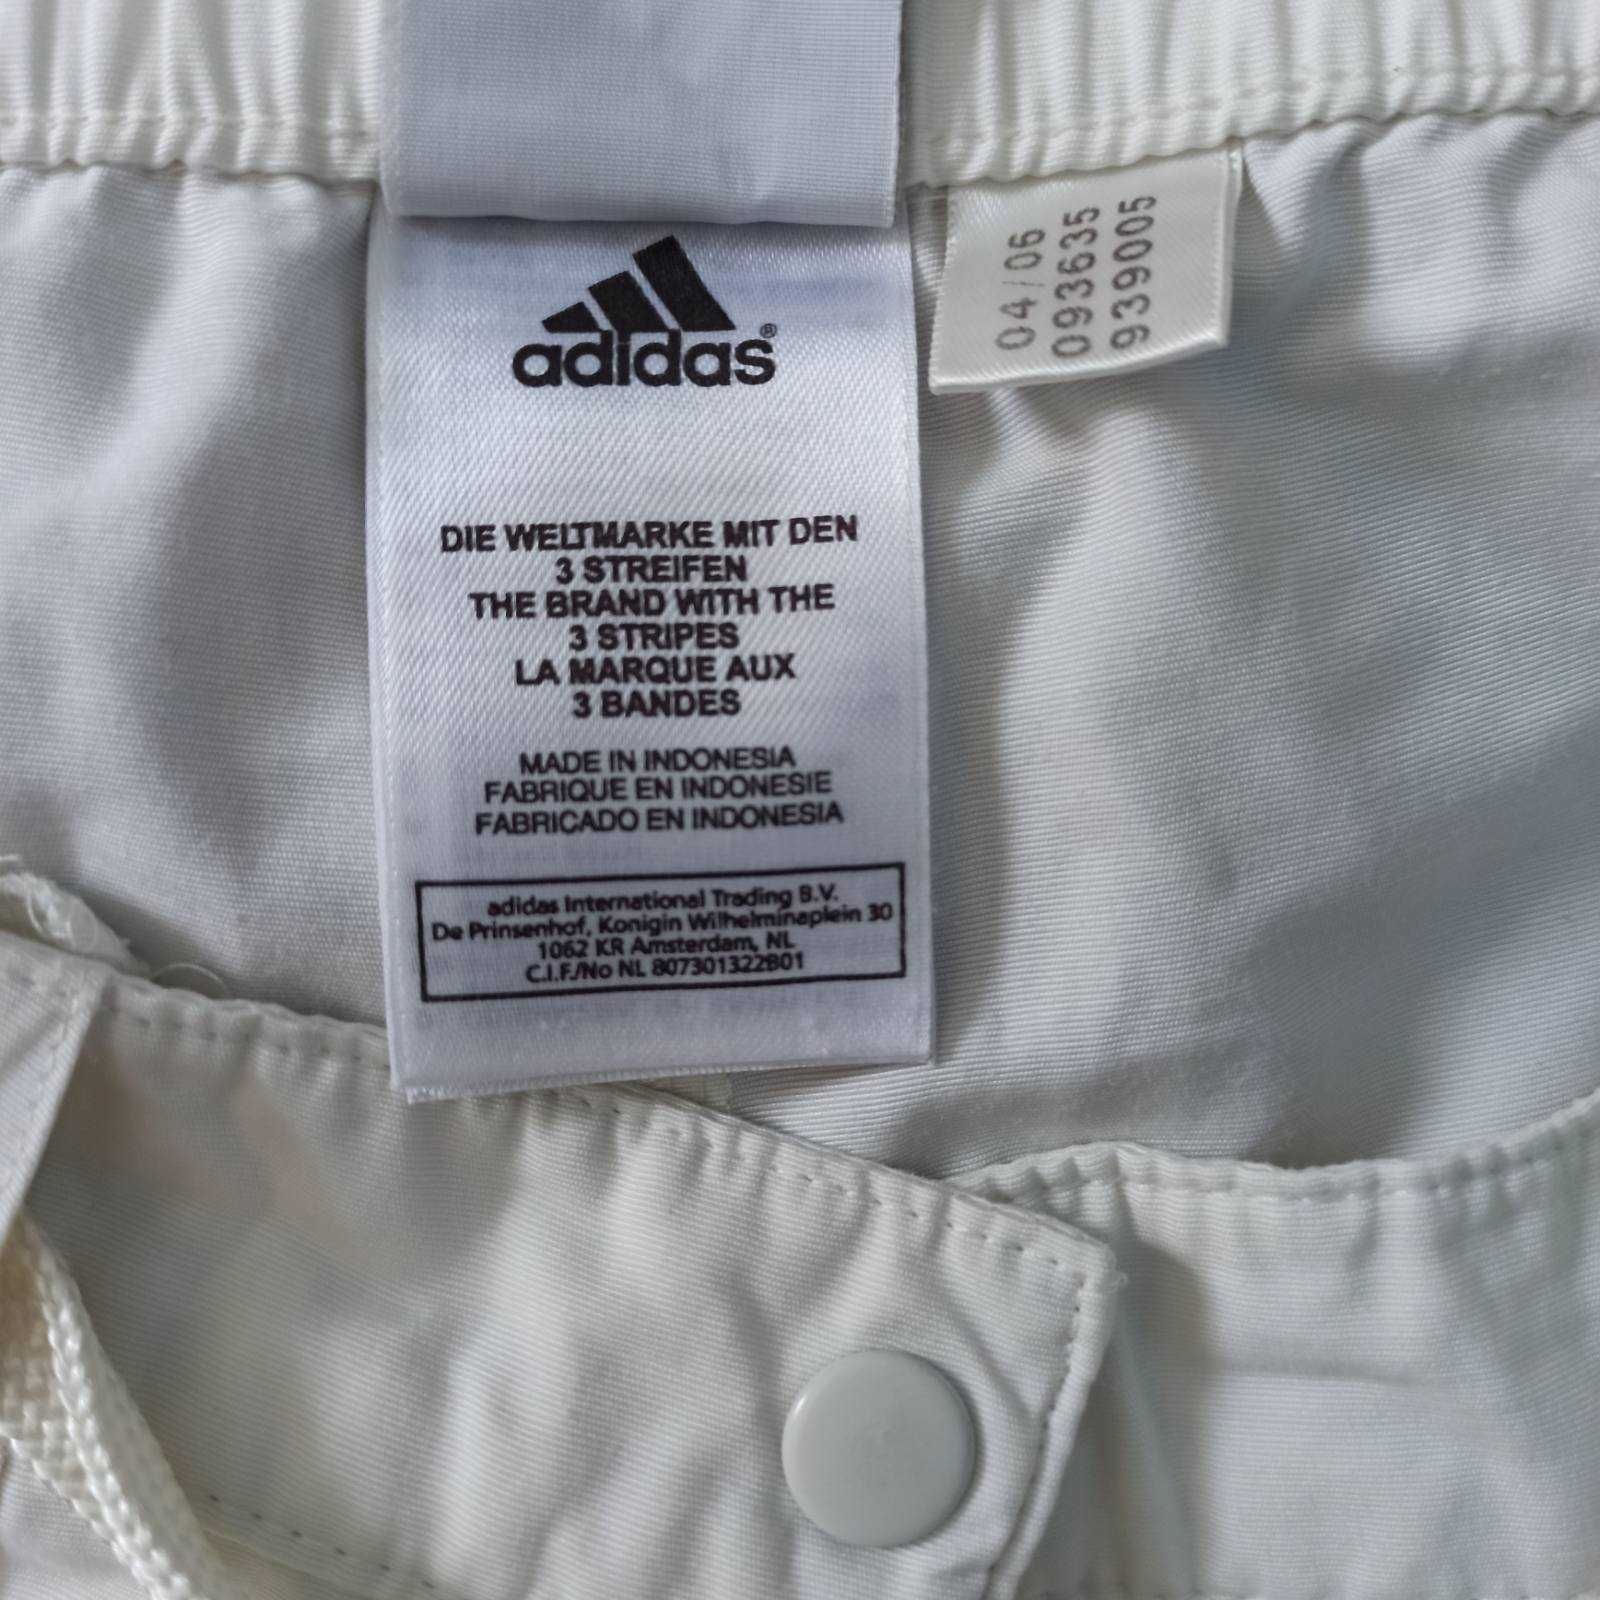 adidas®
DIE WELTMARKE MIT DEN
3 STREIFEN
THE BRAND WITH THE
3 STRIPES
LA MARQUE AUX
3 BANDES
MADE IN INDONESIA
FABRIQUE EN INDONESIE
FABRICADO EN INDONESIA
adidas International Trading B.V.
De Prinsenhof, Konigin Wilhelminaplein 30
1062 KR Amsterdam, NL
C.I.F./No NL 807301322B01
04/06
093635
939005